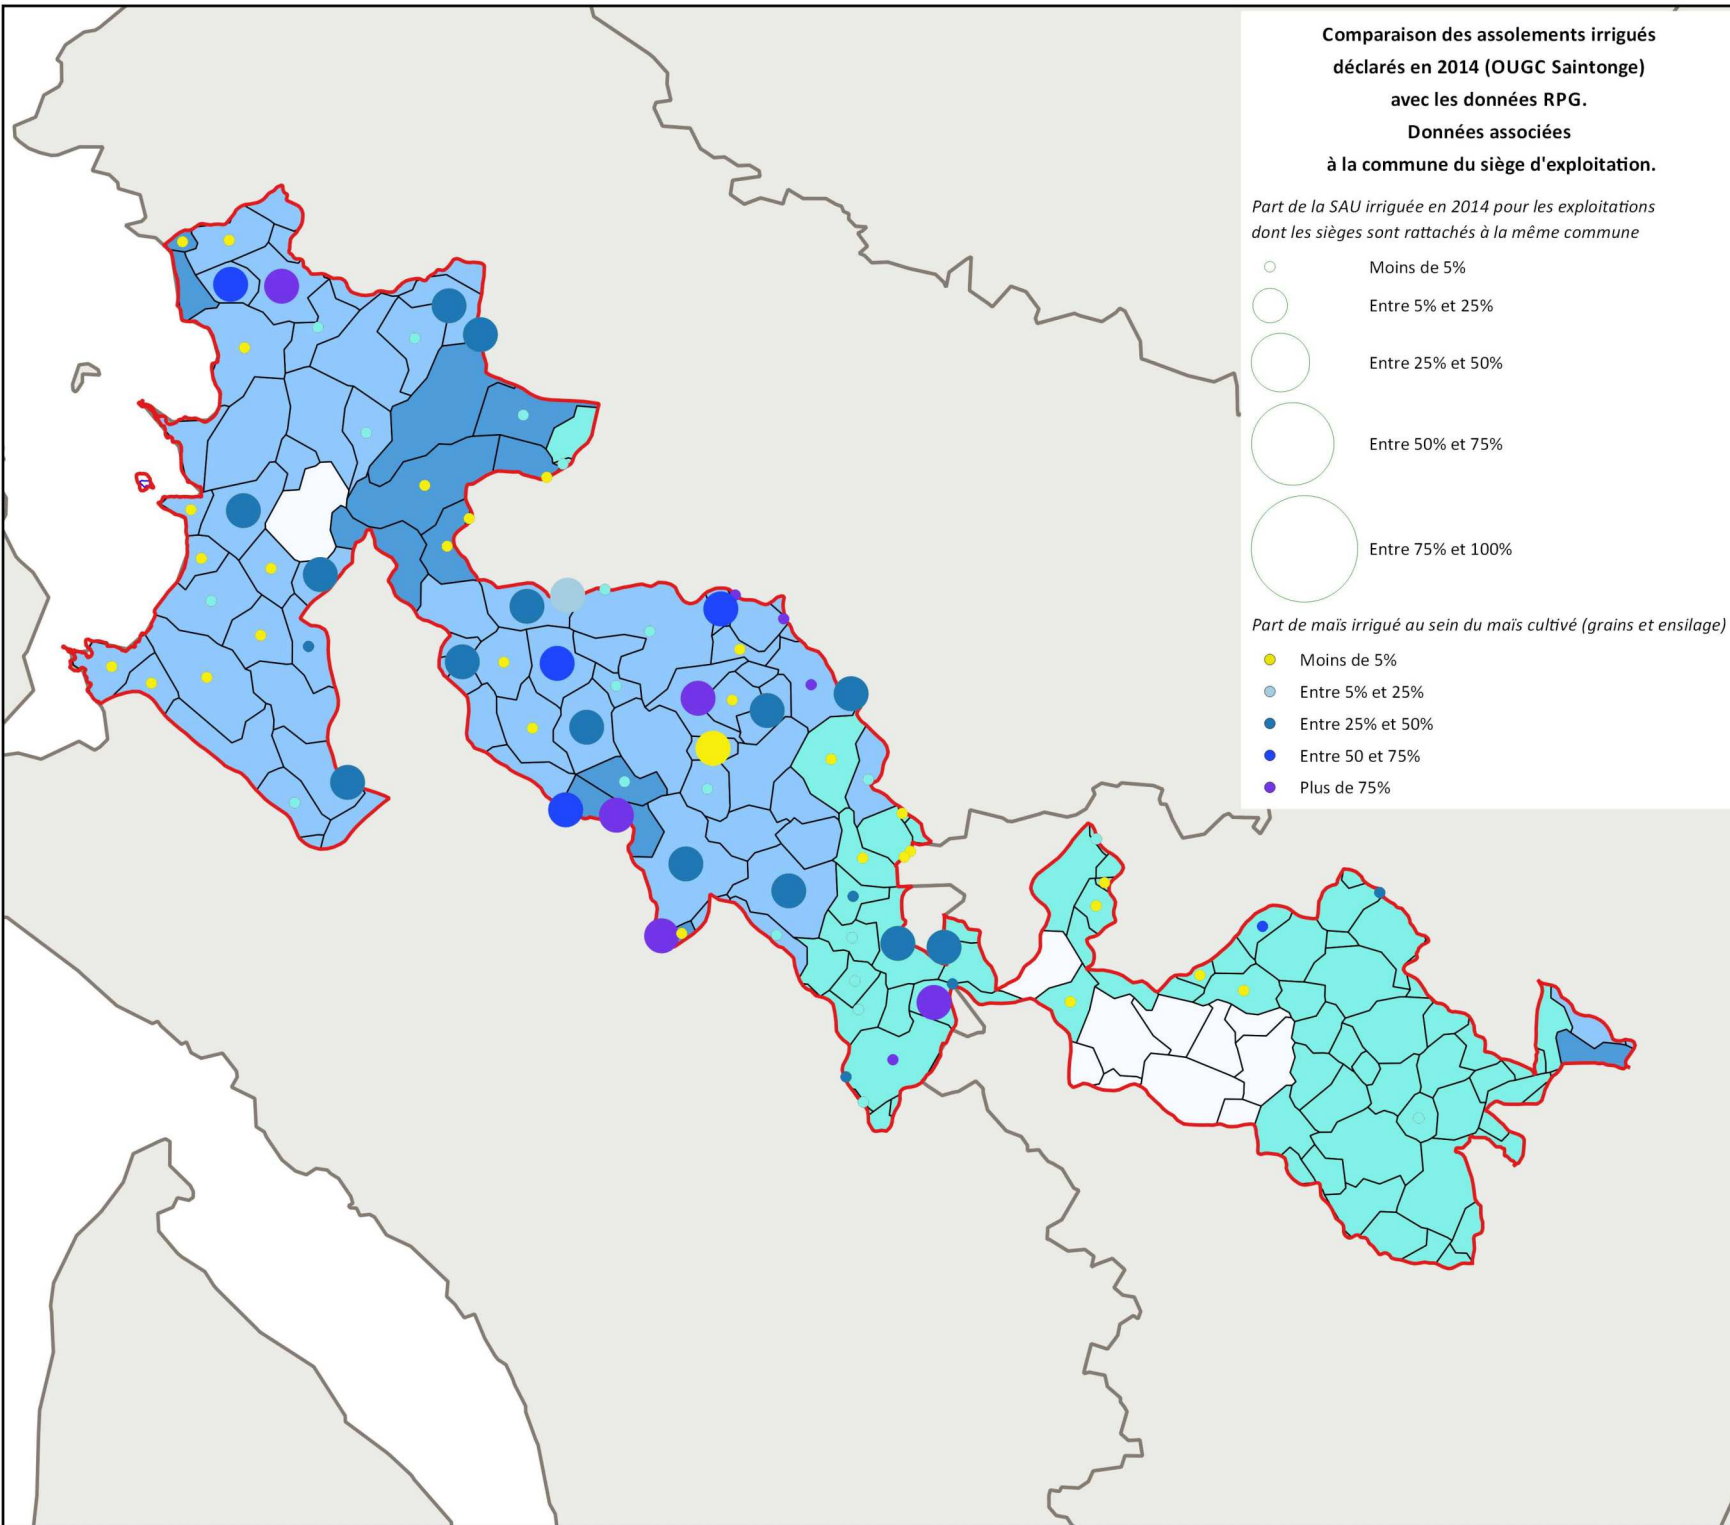 Comparaison des assolements irrigués
déclarés en 2014 (OUGC Saintonge)
avec les données RPG.
Données associées
à la commune du siège d'exploitation.
Part de la SAU irriguée en 2014 pour les exploitations
dont les sièges sont rattachés à la même commune
Moins de 5%
Entre 5% et 25%
Entre 25% et 50%
Entre 50% et 75%
Entre 75% et 100%
Part de maïs irrigué au sein du maïs cultivé (grains et ensilage)
Moins de 5%
Entre 5% et 25%
Entre 25% et 50%
Entre 50 et 75%
Plus de 75%